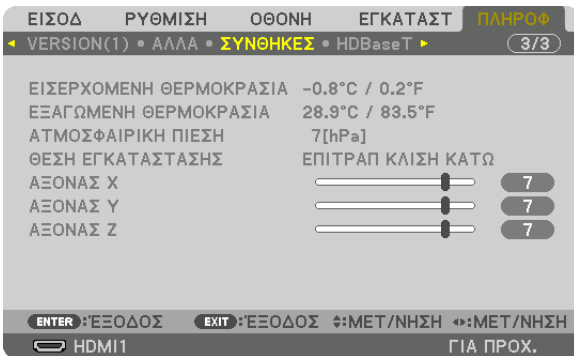 ΕΙΣΟΔ ΡΥΘΜΙΣΗ ΟΘΟΝΗ ΕΓΚΑΤΑΣΤ ΠΛΗΡΟΦ
VERSION(1) • ΑΛΛΑ • ΣΥΝΘΗΚΕΣ • HDBaseT 3/3
ΕΙΣΕΡΧΟΜΕΝΗ ΘΕΡΜΟΚΡΑΣΙΑ -0.8°C / 0.2°F
ΕΞΑΓΩΜΕΝΗ ΘΕΡΜΟΚΡΑΣΙΑ 28.9°C / 83.5°F
ΑΤΜΟΣΦΑΙΡΙΚΗ ΠΙΕΣΗ 7[hPa]
ΘΕΣΗ ΕΓΚΑΤΑΣΤΑΣΗΣ ΕΠΙΤΡΑΠ ΚΛΙΣΗ ΚΑΤΩ
ΑΞΟΝΑΣ X 7
ΑΞΟΝΑΣ Y 7
ΑΞΟΝΑΣ Z 7
ENTER :ΈΞΟΔΟΣ EXIT :ΈΞΟΔΟΣ :ΜΕΤ/ΝΗΣΗ :ΜΕΤ/ΝΗΣΗ
HDMI1 ΓΙΑ ΠΡΟΧ.